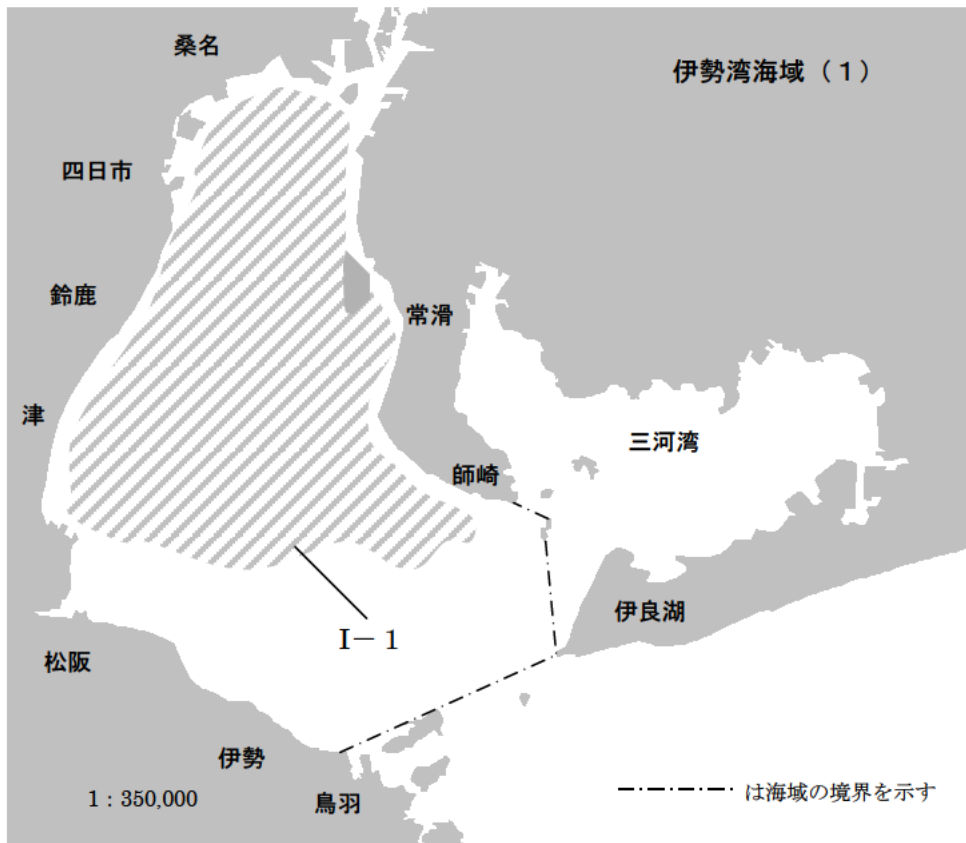 桑名
伊勢湾海域（１）
四日市
鈴鹿
常滑
津
三河湾
師崎
伊良湖
I－１
松阪
伊勢
1：350,000
鳥羽
は海域の境界を示す